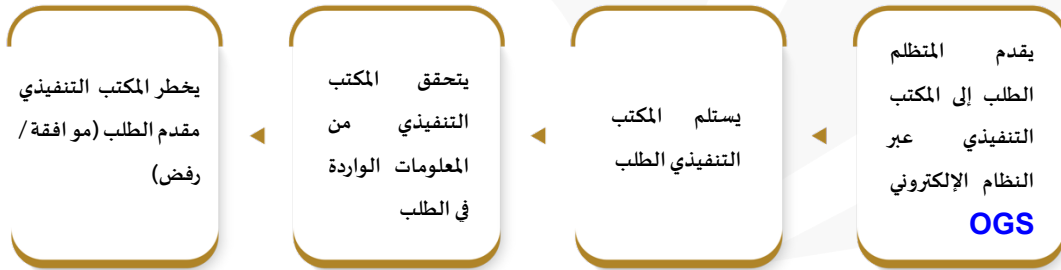 يقدم المتظلم
الطلب إلى المكتب
التنفيذي عبر
النظام الإلكتروني
OGS
يستلم المكتب
التنفيذي الطلب
يتحقق المكتب
التنفيذي من
المعلومات الواردة
في الطلب
يخطر المكتب التنفيذي
مقدم الطلب (موافقة/
رفض)